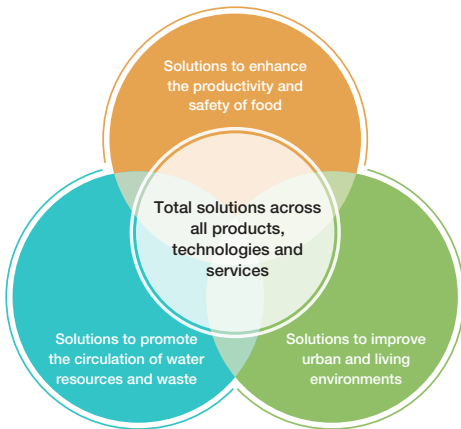 Solutions to enhance
the productivity and
safety of food
Total solutions across
all products,
technologies and
services
Solutions to promote
the circulation of water
resources and waste
Solutions to improve
urban and living
environments